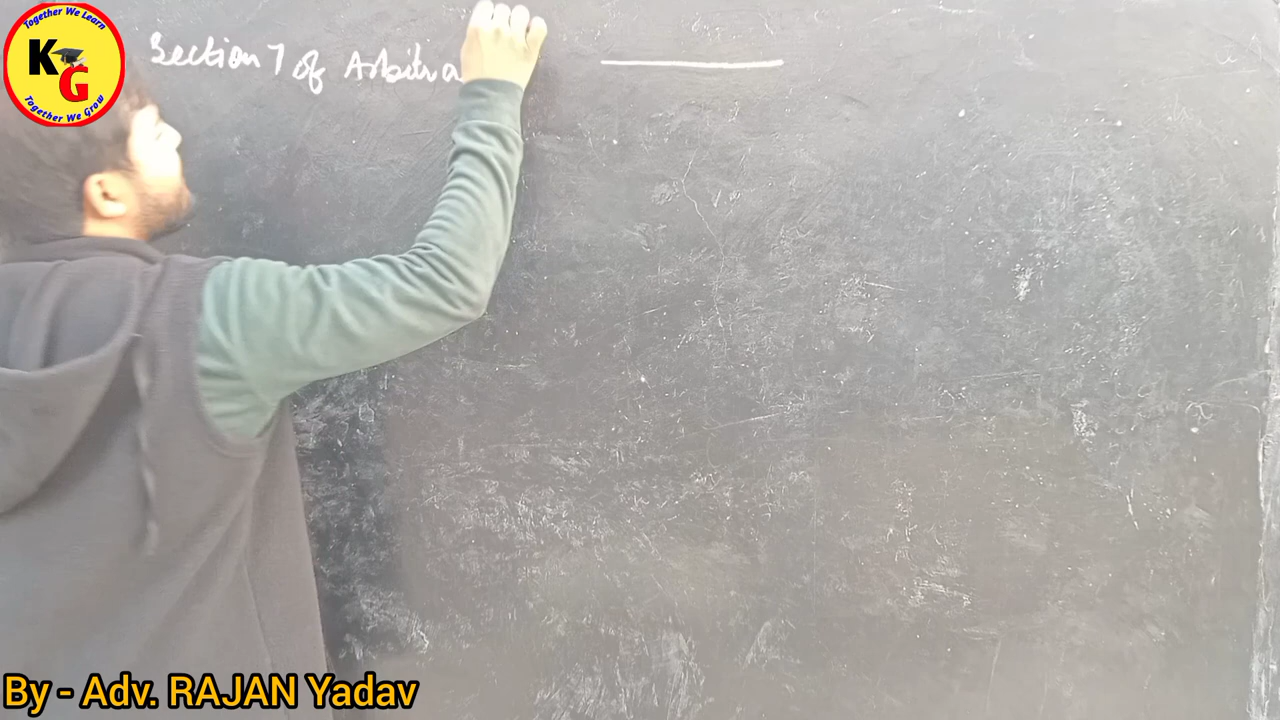 Together We Learn
KG
Together We Grow
Section 7 of Arbitra
By - Adv. RAJAN Yadav